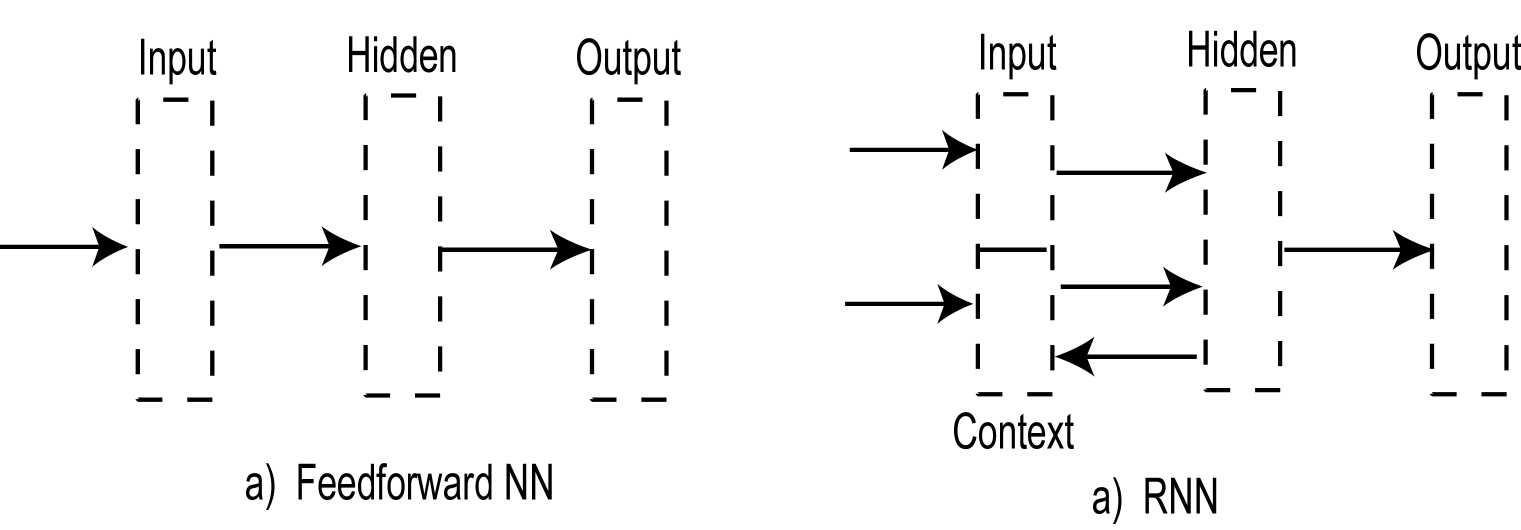 Input Hidden Output
a) Feedforward NN
Input Hidden Output
Context
a) RNN